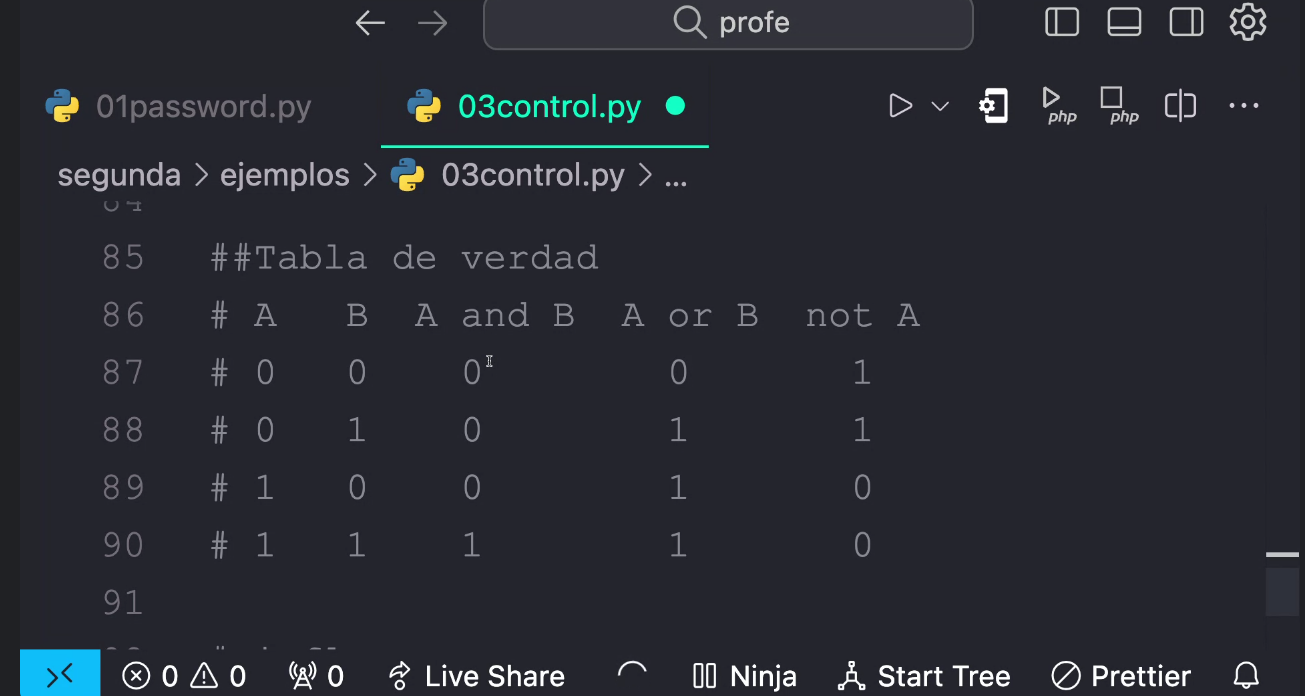 profe
01password.py 03control.py php php ...
segunda > ejemplos > 03control.py > ...
84
85 ##Tabla de verdad
86 # A B A and B A or B not A
87 # 0 0 0 0 1
88 # 0 1 0 1 1
89 # 1 0 0 1 0
90 # 1 1 1 1 0
91
0 0 0 Live Share Ninja Start Tree Prettier